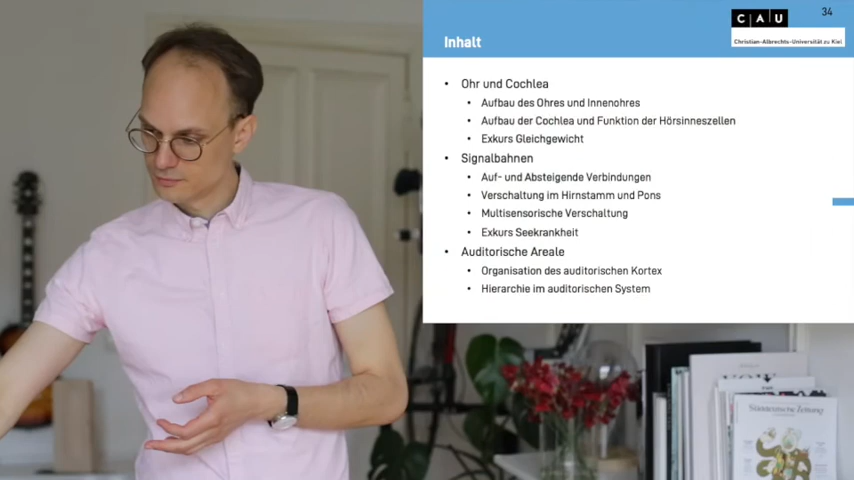 34
CAU
Christian-Albrechts-Universität zu Kiel
Inhalt
• Ohr und Cochlea
• Aufbau des Ohres und Innenohres
• Aufbau der Cochlea und Funktion der Hörsinneszellen
• Exkurs Gleichgewicht
• Signalbahnen
• Auf- und Absteigende Verbindungen
• Verschaltung im Hirnstamm und Pons
• Multisensorische Verschaltung
• Exkurs Seekrankheit
• Auditorische Areale
• Organisation des auditorischen Kortex
• Hierarchie im auditorischen System
Süddeutsche Zeitung